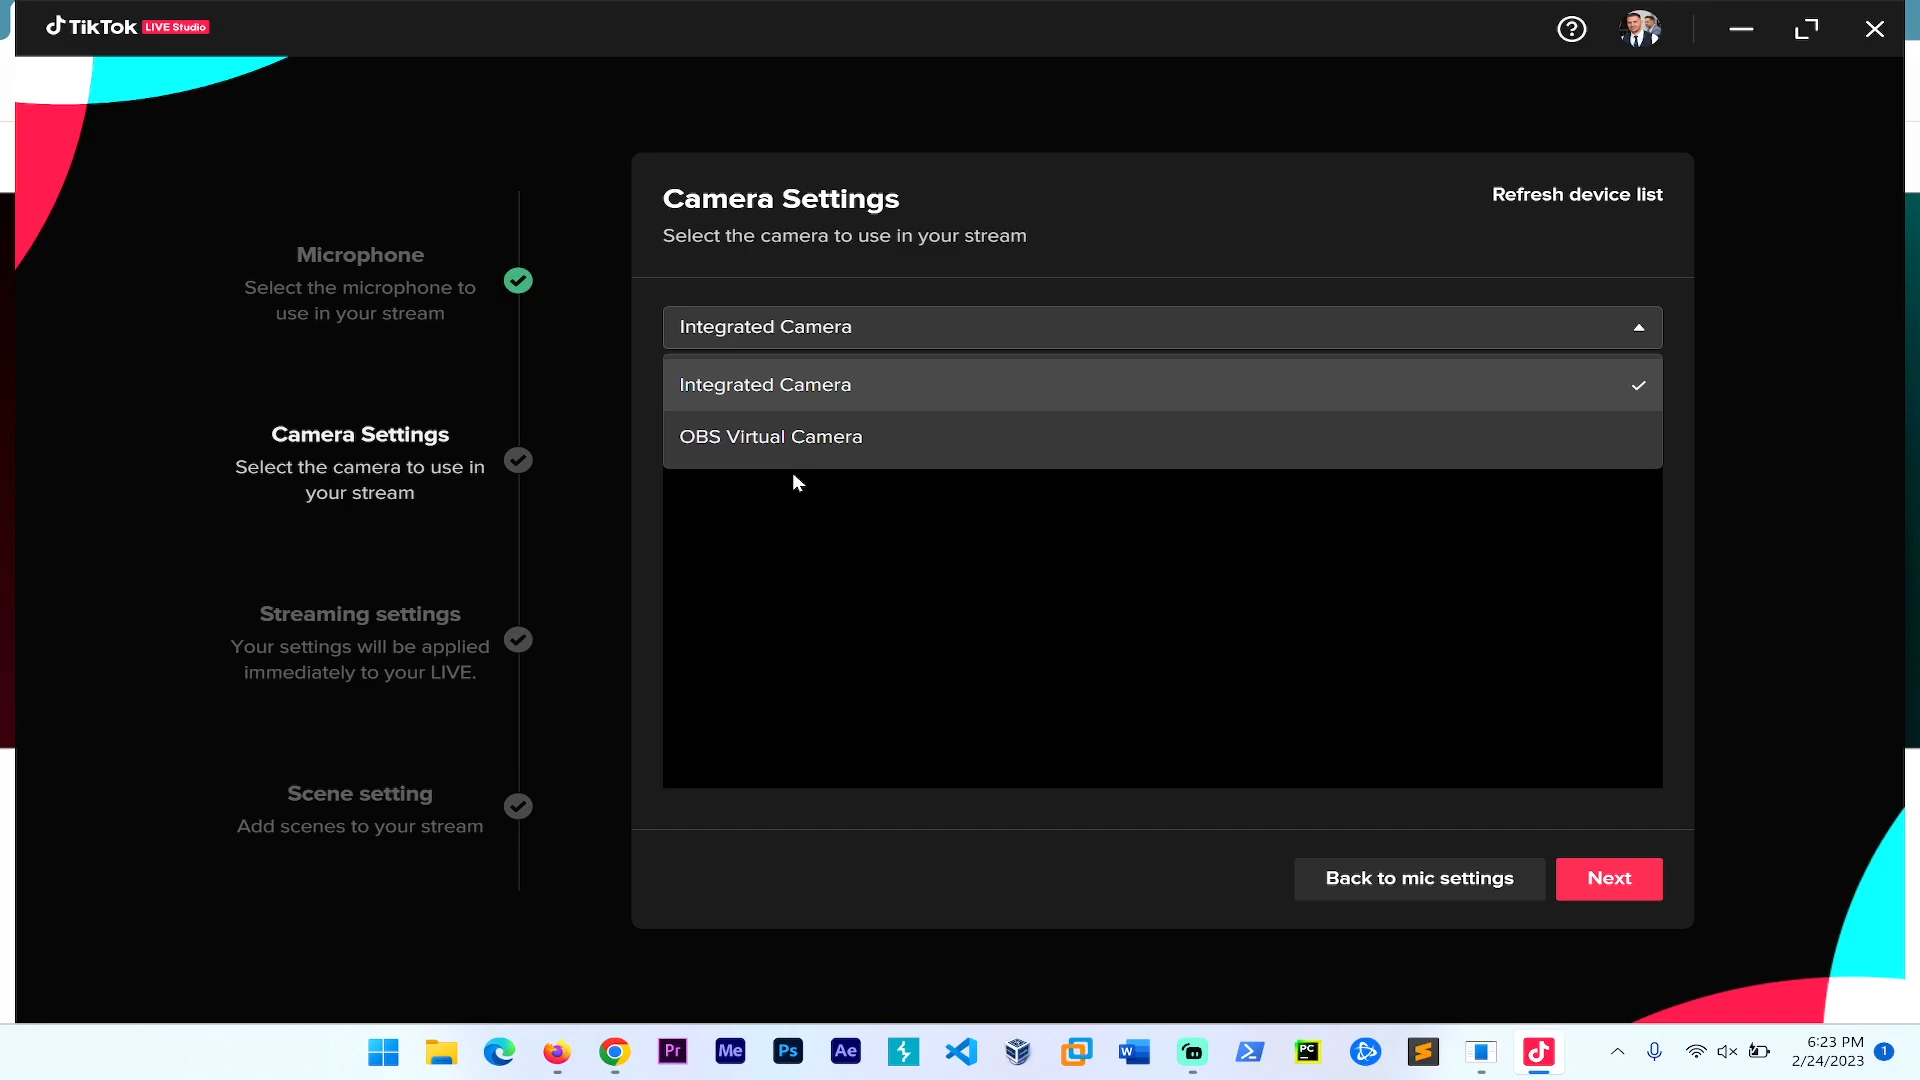 TikTok LIVE Studio
Microphone
Select the microphone to
use in your stream
Camera Settings
Select the camera to use in
your stream
Streaming settings
Your settings will be applied
immediately to your LIVE.
Scene setting
Add scenes to your stream
Camera Settings
Refresh device list
Select the camera to use in your stream
Integrated Camera
Integrated Camera
OBS Virtual Camera
Back to mic settings
Next
Pr
Me
Ps
Ae
W
PC
6:23 PM
2/24/2023
1